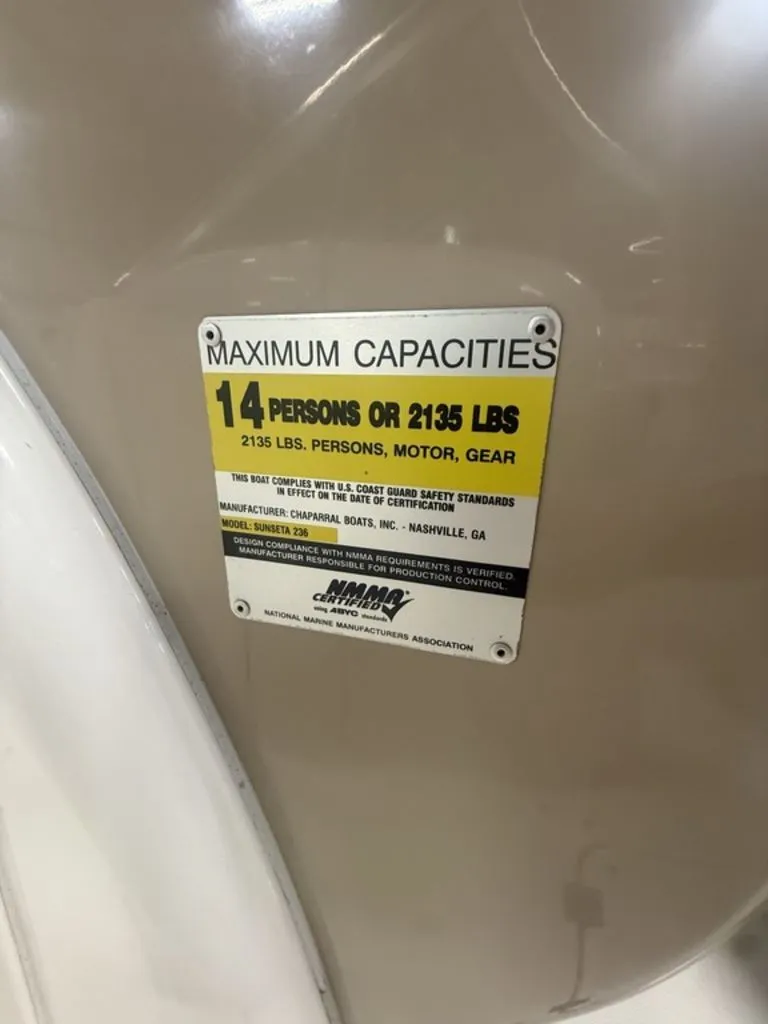 MAXIMUM CAPACITIES
14 PERSONS OR 2135 LBS
2135 LBS. PERSONS, MOTOR, GEAR
THIS BOAT COMPLIES WITH U.S. COAST GUARD SAFETY STANDARDS
IN EFFECT ON THE DATE OF CERTIFICATION
MANUFACTURER: CHAPARRAL BOATS, INC. - NASHVILLE, GA
MODEL: SUNSETA 236
DESIGN COMPLIANCE WITH NMMA REQUIREMENTS IS VERIFIED.
MANUFACTURER RESPONSIBLE FOR PRODUCTION CONTROL.
NMMA
CERTIFIED
using ABYC standards
NATIONAL MARINE MANUFACTURERS ASSOCIATION